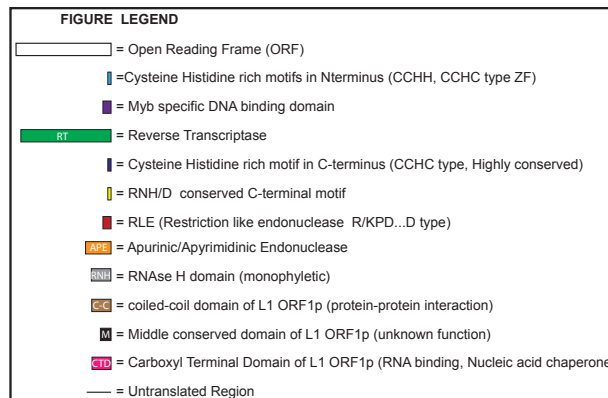 FIGURE LEGEND
= Open Reading Frame (ORF)
=Cysteine Histidine rich motifs in Nterminus (CCHH, CCHC type ZF)
= Myb specific DNA binding domain
RT = Reverse Transcriptase
= Cysteine Histidine rich motif in C-terminus (CCHC type, Highly conserved)
= RNH/D conserved C-terminal motif
= RLE (Restriction like endonuclease R/KPD...D type)
APE = Apurinic/Apyrimidinic Endonuclease
RNH = RNAse H domain (monophyletic)
C-C = coiled-coil domain of L1 ORF1p (protein-protein interaction)
M = Middle conserved domain of L1 ORF1p (unknown function)
CTD = Carboxyl Terminal Domain of L1 ORF1p (RNA binding, Nucleic acid chaperone
= Untranslated Region